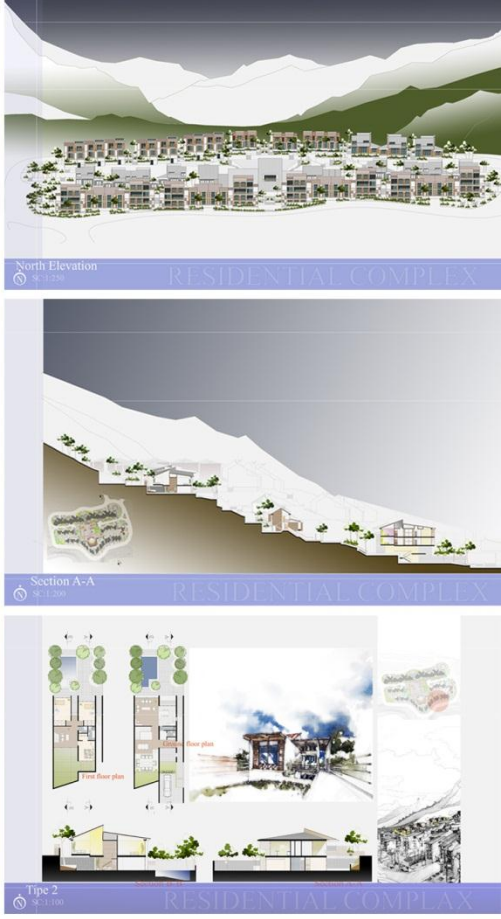 North Elevation
SC:1:250
RESIDENTIAL COMPLEX
Section A-A
SC:1:200
RESIDENTIAL COMPLEX
First floor plan
Ground floor plan
Tipe 2
SC:1:100
RESIDENTIAL COMPLEX